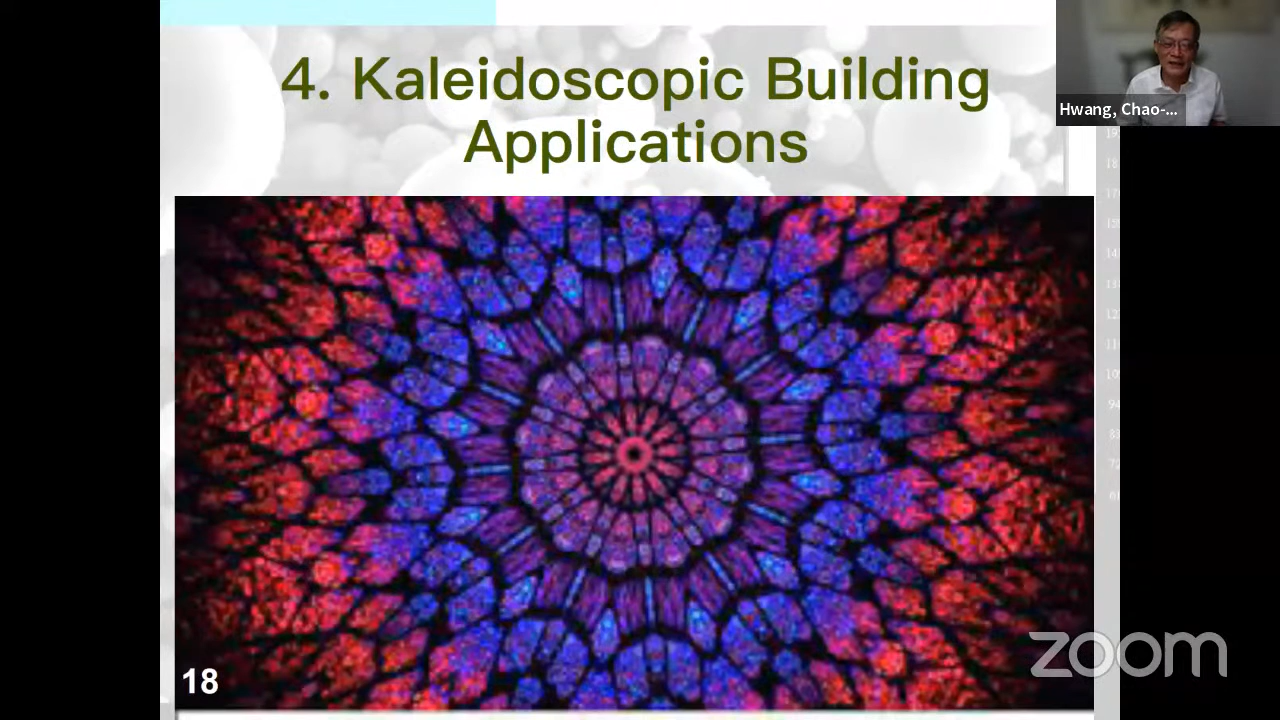 4. Kaleidoscopic Building
Applications
Hwang, Chao-...
18
zoom